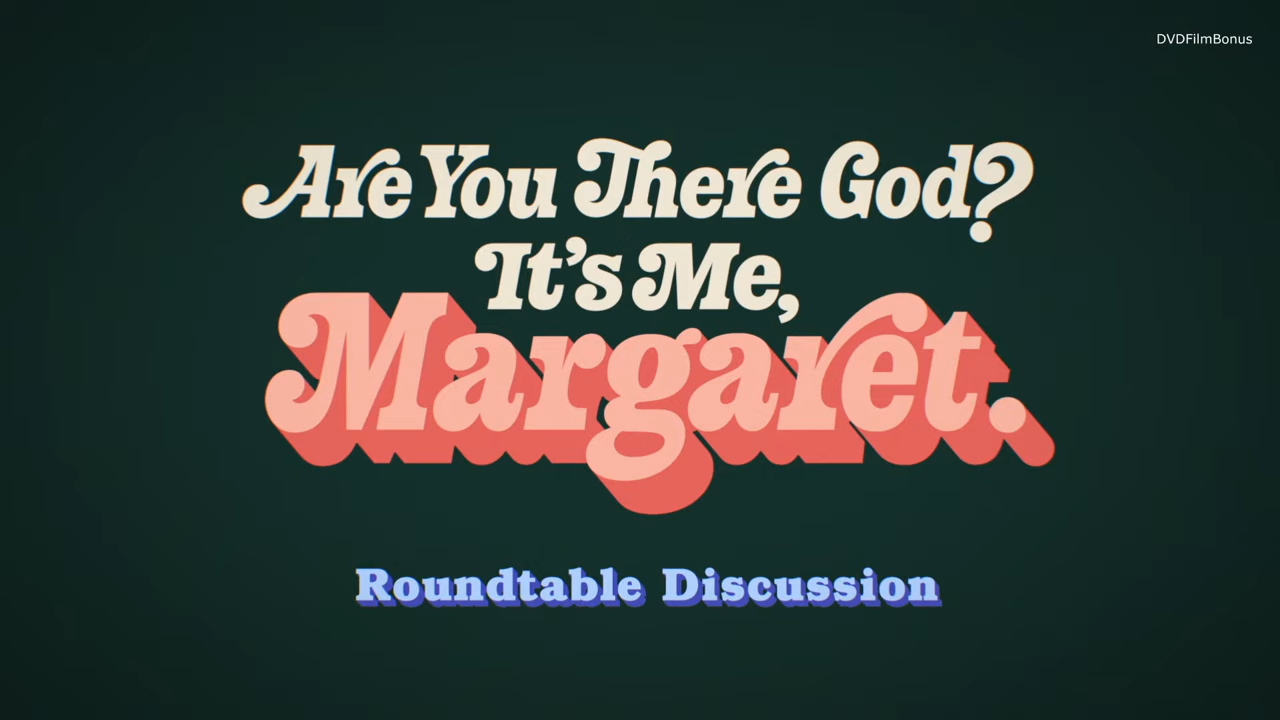 DVDFilmBonus
Are You There God?
It's Me,
Margaret.
Roundtable Discussion